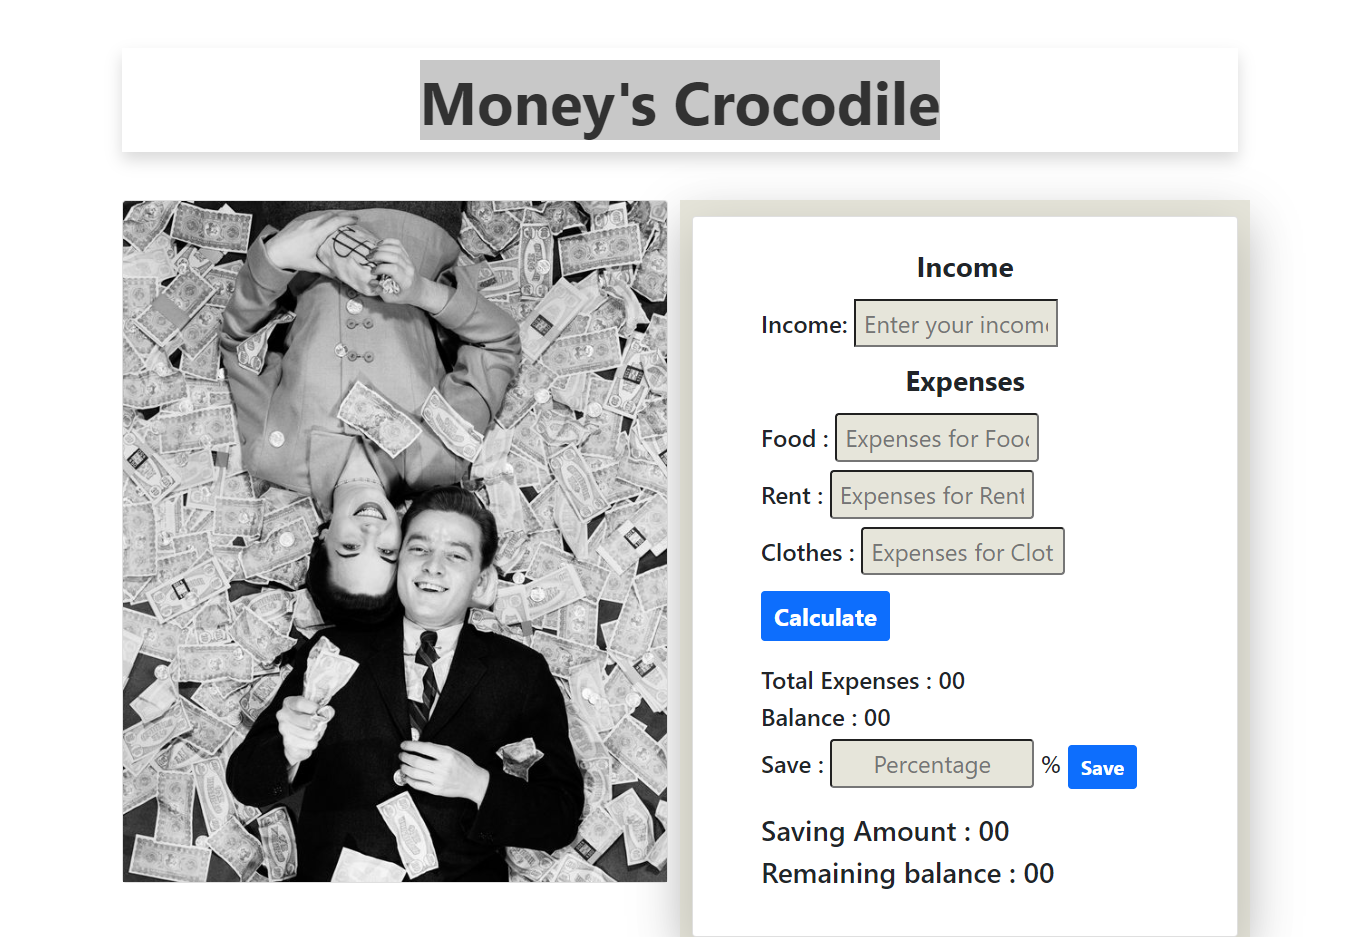 Money's Crocodile
Income
Income: Enter your incom
Expenses
Food : Expenses for Foo
Rent : Expenses for Rent
Clothes : Expenses for Clot
Calculate
Total Expenses : 00
Balance : 00
Save : Percentage % Save
Saving Amount : 00
Remaining balance : 00